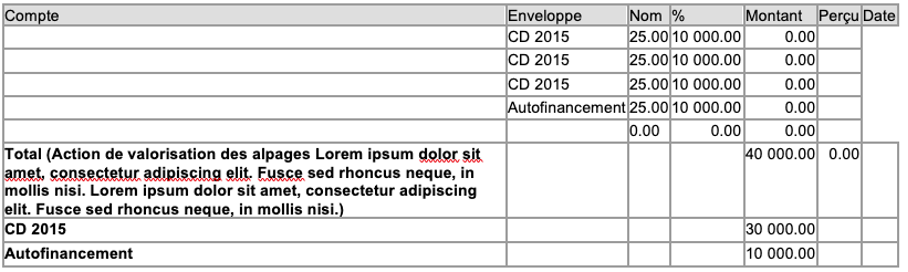 Compte Enveloppe Nom % Montant Perçu Date
CD 2015 25.00 10 000.00 0.00
CD 2015 25.00 10 000.00 0.00
CD 2015 25.00 10 000.00 0.00
Autofinancement 25.00 10 000.00 0.00
0.00 0.00 0.00
Total (Action de valorisation des alpages Lorem ipsum dolor sit 40 000.00 0.00
amet, consectetur adipiscing elit. Fusce sed rhoncus neque, in
mollis nisi. Lorem ipsum dolor sit amet, consectetur adipiscing
elit. Fusce sed rhoncus neque, in mollis nisi.)
CD 2015 30 000.00
Autofinancement 10 000.00